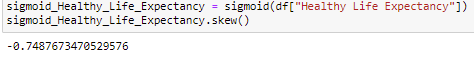 sigmoid_Healthy_Life_Expectancy = sigmoid(df["Healthy Life Expectancy"])
sigmoid_Healthy_Life_Expectancy.skew()
-0.7487673470529576